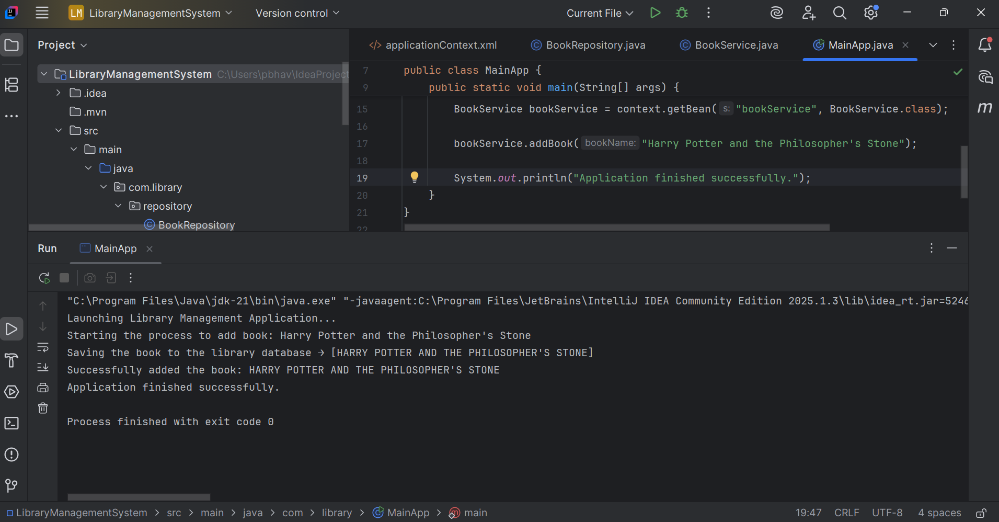 LM LibraryManagementSystem Version control Current File
Project
applicationContext.xml BookRepository.java BookService.java MainApp.java
LibraryManagementSystem C:\Users\pbhav\IdeaProject
.idea
.mvn
src
main
java
com.library
repository
BookRepository
7 public class MainApp {
9 public static void main(String[] args) {
15 BookService bookService = context.getBean( s: "bookService", BookService.class);
16
17 bookService.addBook( bookName: "Harry Potter and the Philosopher's Stone");
18
19 System.out.println("Application finished successfully.");
20 }
21 }
22
Run MainApp
"C:\Program Files\Java\jdk-21\bin\java.exe" "-javaagent:C:\Program Files\JetBrains\IntelliJ IDEA Community Edition 2025.1.3\lib\idea_rt.jar=5246
Launching Library Management Application...
Starting the process to add book: Harry Potter and the Philosopher's Stone
Saving the book to the library database → [HARRY POTTER AND THE PHILOSOPHER'S STONE]
Successfully added the book: HARRY POTTER AND THE PHILOSOPHER'S STONE
Application finished successfully.
Process finished with exit code 0
LibraryManagementSystem > src > main > java > com > library > MainApp > main 19:47 CRLF UTF-8 4 spaces